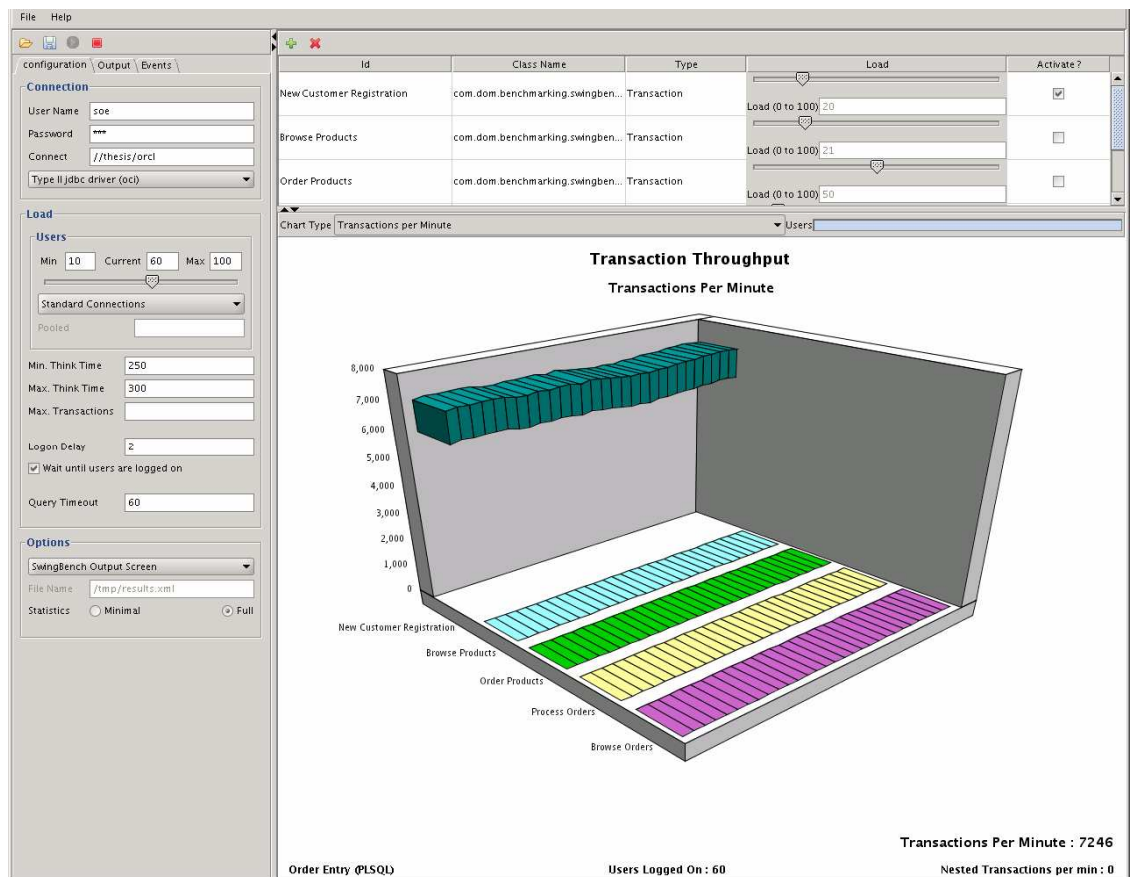 File Help
configuration Output Events
Connection
User Name soe
Password ***
Connect //thesis/orcl
Type II jdbc driver (oci)
Load
Users
Min 10 Current 60 Max 100
Standard Connections
Pooled
Min. Think Time 250
Max. Think Time 300
Max. Transactions
Logon Delay 2
Wait until users are logged on
Query Timeout 60
Options
SwingBench Output Screen
File Name /tmp/results.xml
Statistics Minimal Full
Id Class Name Type Load Activate?
New Customer Registration com.dom.benchmarking.swingben... Transaction
Load (0 to 100) 20
Browse Products com.dom.benchmarking.swingben... Transaction
Load (0 to 100) 21
Order Products com.dom.benchmarking.swingben... Transaction
Load (0 to 100) 50
Chart Type Transactions per Minute Users
Transaction Throughput
Transactions Per Minute
8,000
7,000
6,000
5,000
4,000
3,000
2,000
1,000
0
New Customer Registration
Browse Products
Order Products
Process Orders
Browse Orders
Transactions Per Minute : 7246
Order Entry (PLSQL) Users Logged On : 60 Nested Transactions per min : 0